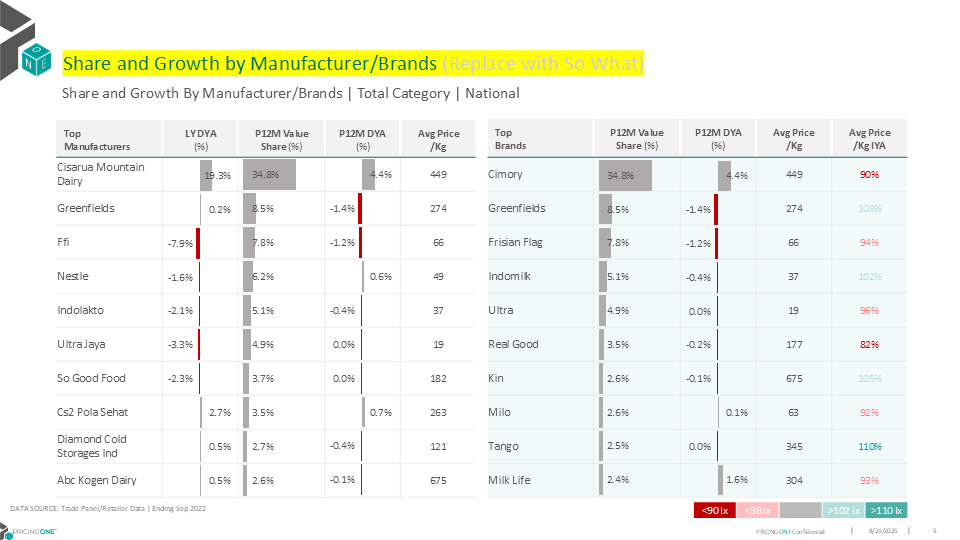 O
N E
Share and Growth by Manufacturer/Brands (Replace with So What)
Share and Growth By Manufacturer/Brands | Total Category | National
Top Manufacturers LY DYA (%) P12M Value Share (%) P12M DYA (%) Avg Price /Kg
Cisarua Mountain Dairy 19.3% 34.8% 4.4% 449
Greenfields 0.2% 8.5% -1.4% 274
Ffi -7.9% 7.8% -1.2% 66
Nestle -1.6% 6.2% 0.6% 49
Indolakto -2.1% 5.1% -0.4% 37
Ultra Jaya -3.3% 4.9% 0.0% 19
So Good Food -2.3% 3.7% 0.0% 182
Cs2 Pola Sehat 2.7% 3.5% 0.7% 263
Diamond Cold Storages Ind 0.5% 2.7% -0.4% 121
Abc Kogen Dairy 0.5% 2.6% -0.1% 675
Top Brands P12M Value Share (%) P12M DYA (%) Avg Price /Kg Avg Price /Kg IYA
Cimory 34.8% 4.4% 449 90%
Greenfields 8.5% -1.4% 274 108%
Frisian Flag 7.8% -1.2% 66 94%
Indomilk 5.1% -0.4% 37 102%
Ultra 4.9% 0.0% 19 96%
Real Good 3.5% -0.2% 177 82%
Kin 2.6% -0.1% 675 105%
Milo 2.6% 0.1% 63 92%
Tango 2.5% 0.0% 345 110%
Milk Life 2.4% 1.6% 304 93%
DATA SOURCE: Trade Panel/Retailer Data | Ending Sep 2022
<90 Ix <98 Ix >102 Ix >110 Ix
PRICINGONE™
PRICINGONE Confidential | 8/21/2025 | 5